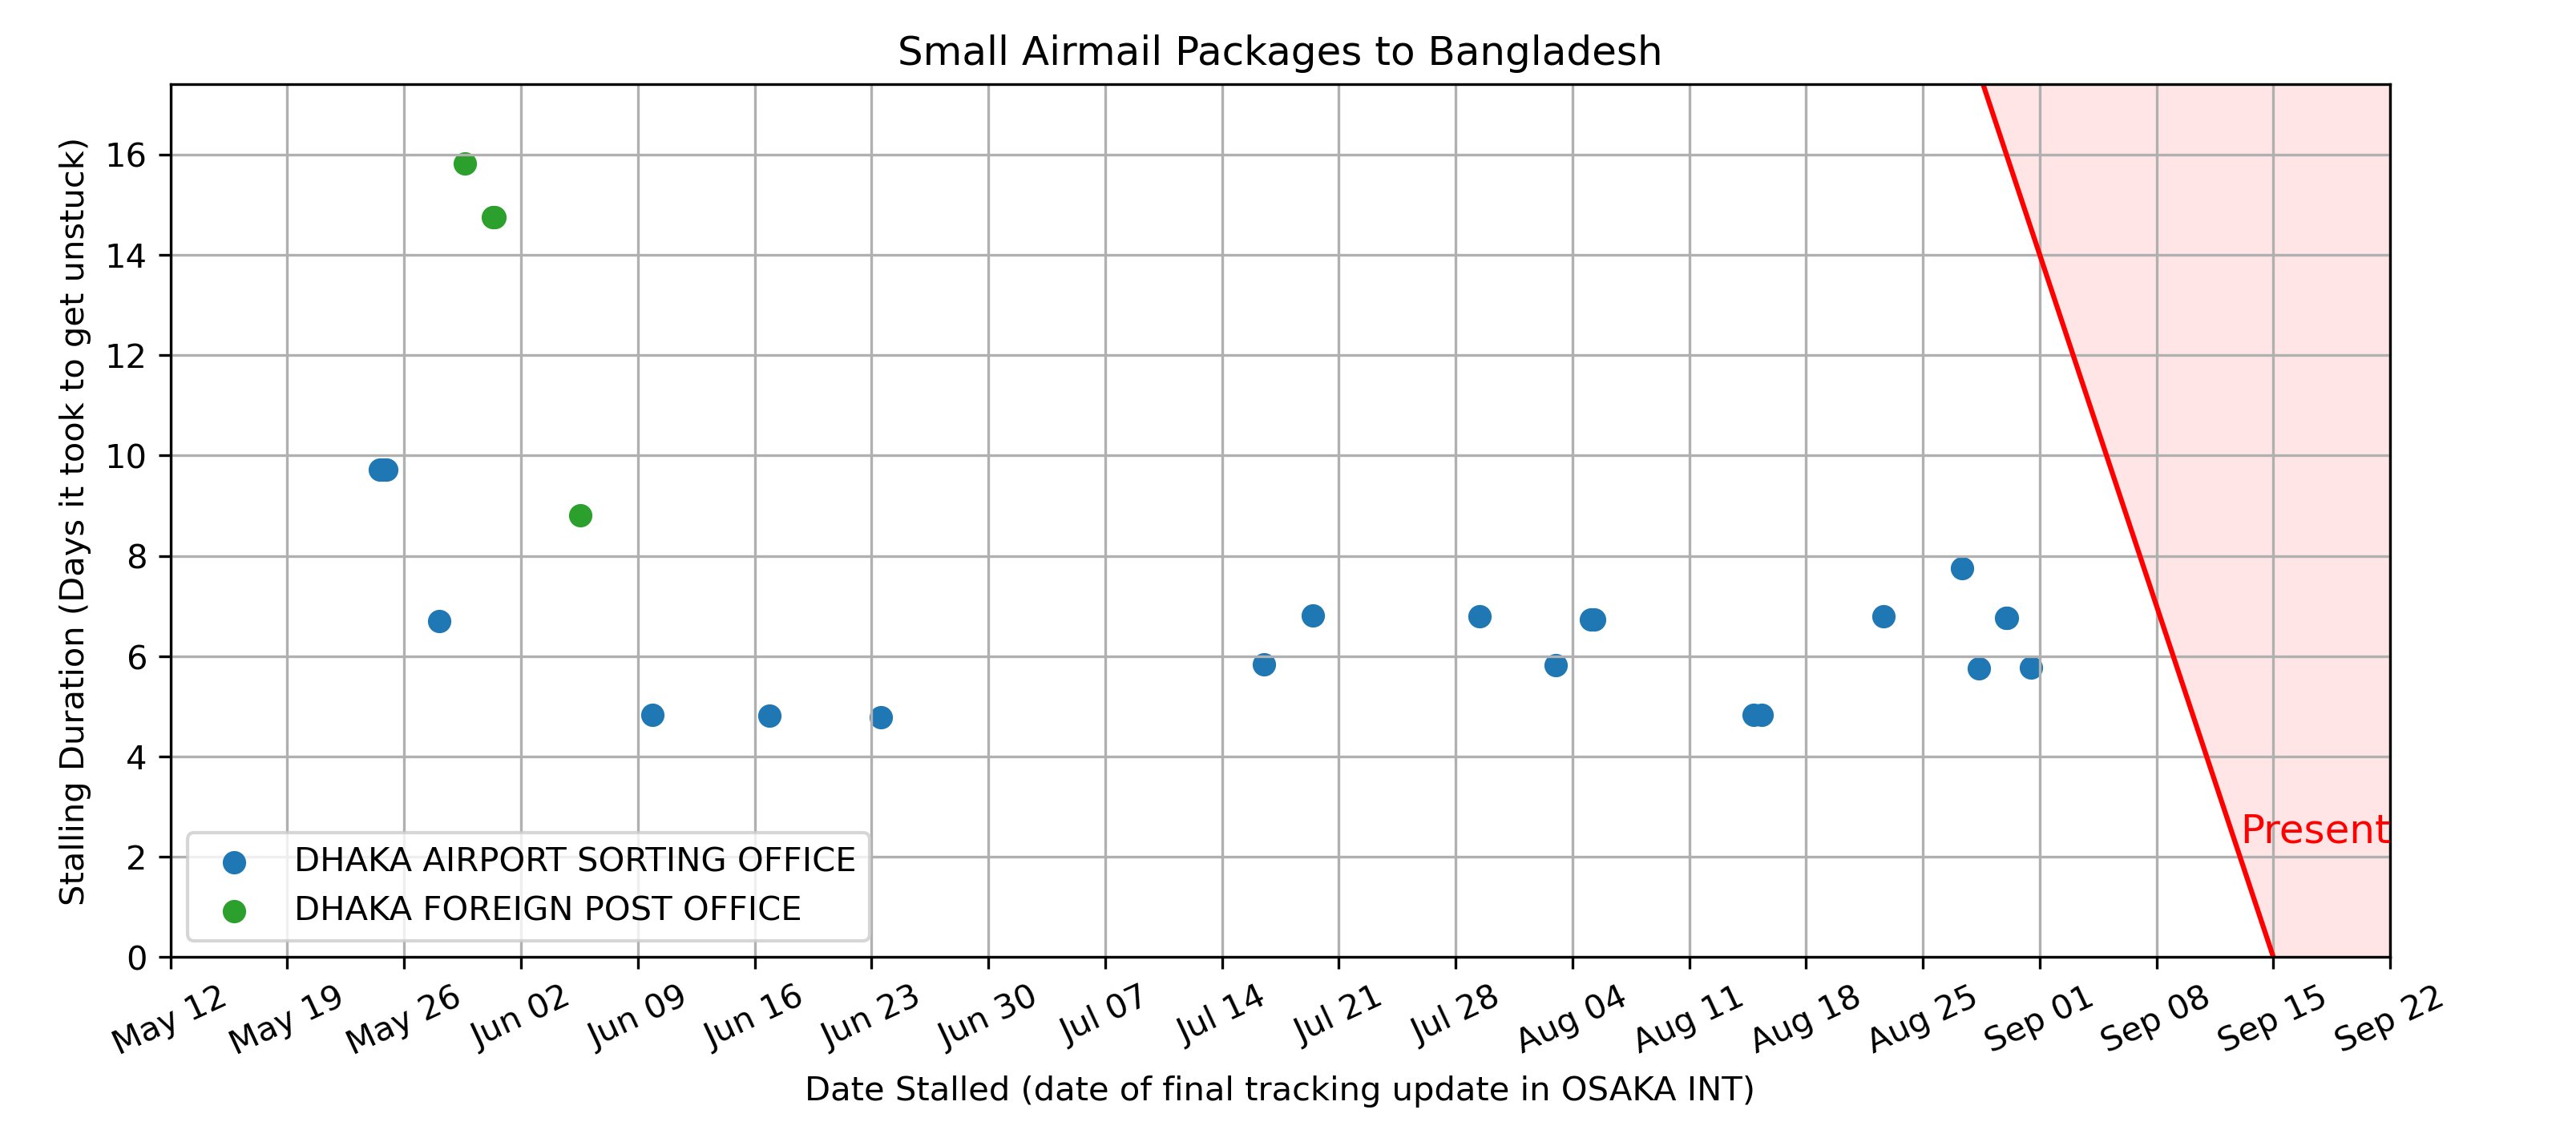 Small Airmail Packages to Bangladesh
Stalling Duration (Days it took to get unstuck)
16
14
12
10
8
6
4
2
0
Present
DHAKA AIRPORT SORTING OFFICE
DHAKA FOREIGN POST OFFICE
May 12
May 19
May 26
Jun 02
Jun 09
Jun 16
Jun 23
Jun 30
Jul 07
Jul 14
Jul 21
Jul 28
Aug 04
Aug 11
Aug 18
Aug 25
Sep 01
Sep 08
Sep 15
Sep 22
Date Stalled (date of final tracking update in OSAKA INT)